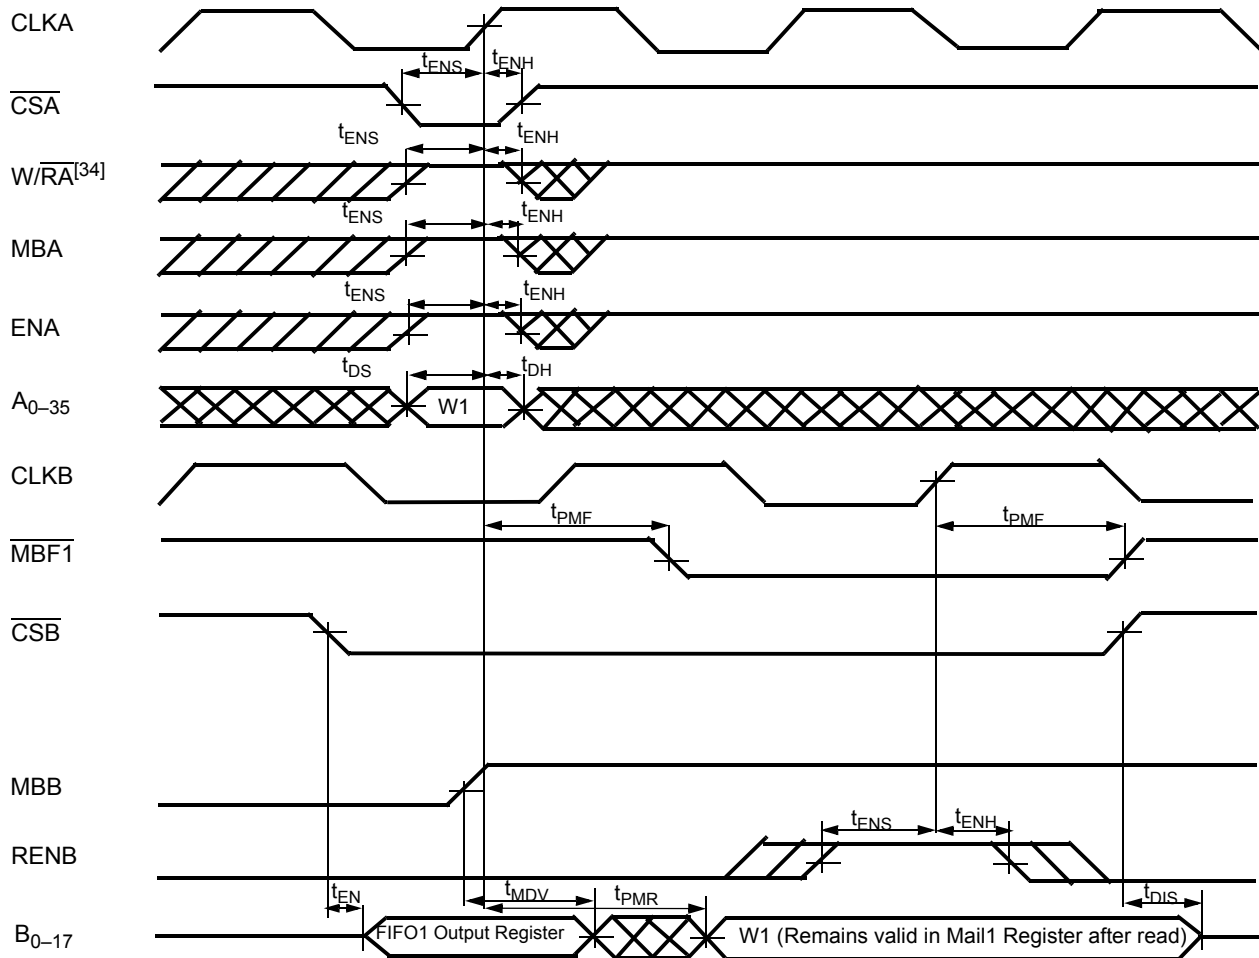 CLKA
tENS tENH
CSA
tENS tENH
W/RA[34]
tENS tENH
MBA
tENS tENH
ENA
tDS tDH
A0–35 W1
CLKB
tPMF tPMF
MBF1
CSB
MBB
tENS tENH
RENB
tEN tMDV tPMR tDIS
B0–17 FIFO1 Output Register W1 (Remains valid in Mail1 Register after read)